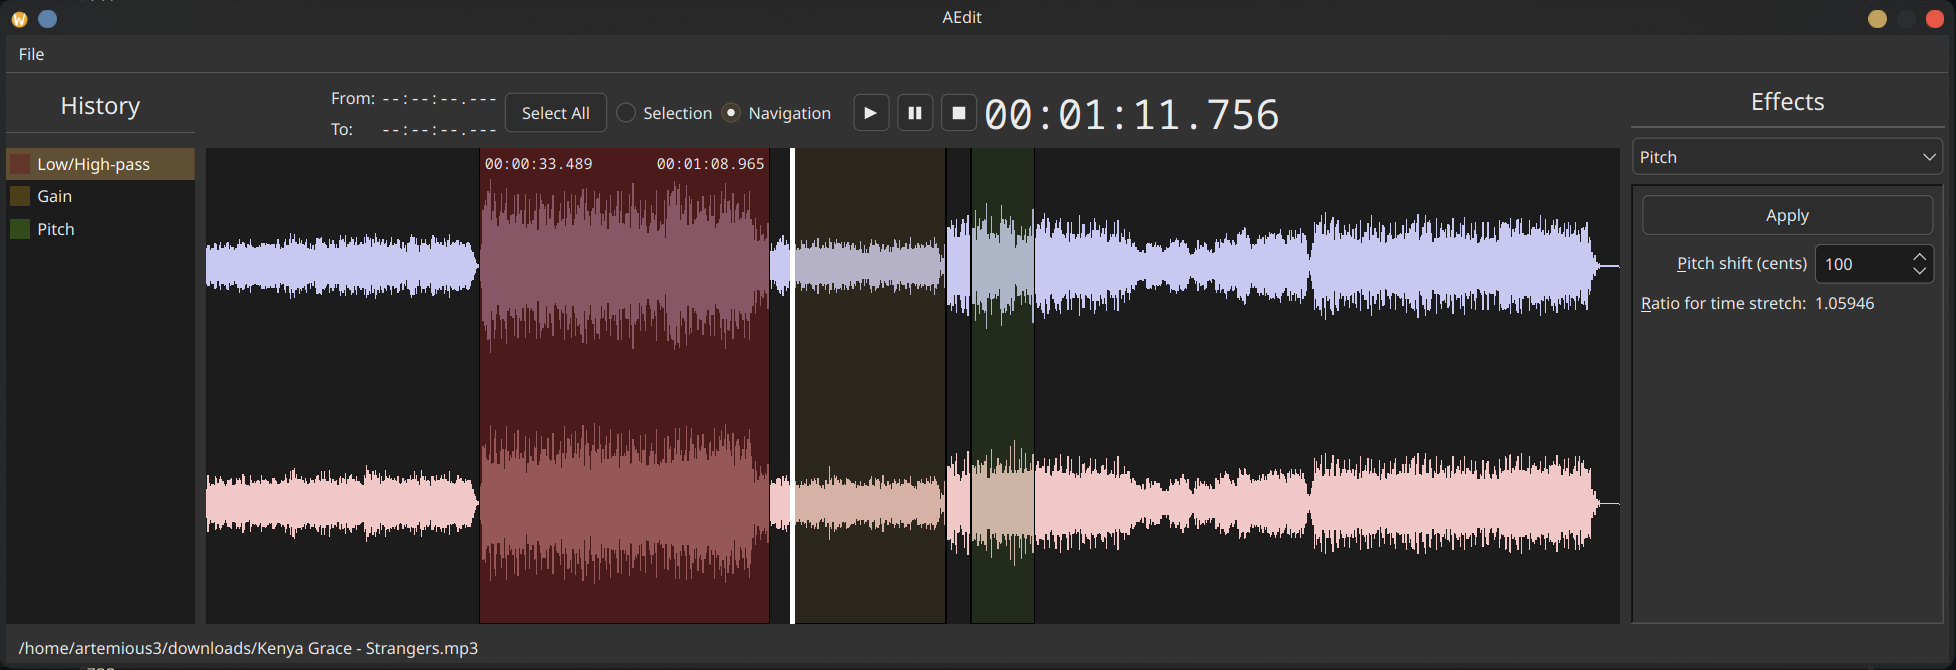 W
AEdit
File
History
From: --:--:--.---
To: --:--:--.---
Select All
Selection
Navigation
00:01:11.756
Effects
Low/High-pass
Gain
Pitch
00:00:33.489
00:01:08.965
Pitch
Apply
Pitch shift (cents)
100
Ratio for time stretch: 1.05946
/home/artemious3/downloads/Kenya Grace - Strangers.mp3